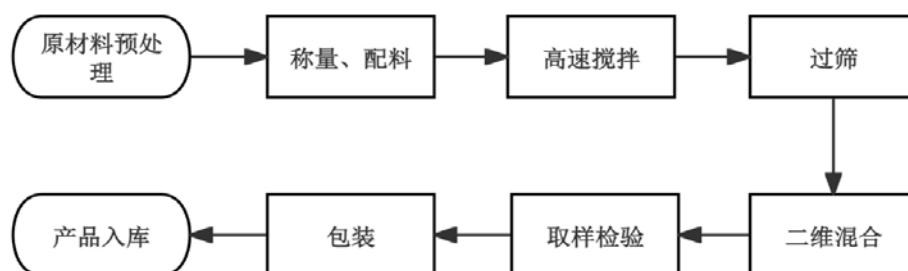 原材料预处
理
称量、配料
高速搅拌
过筛
二维混合
取样检验
包装
产品入库